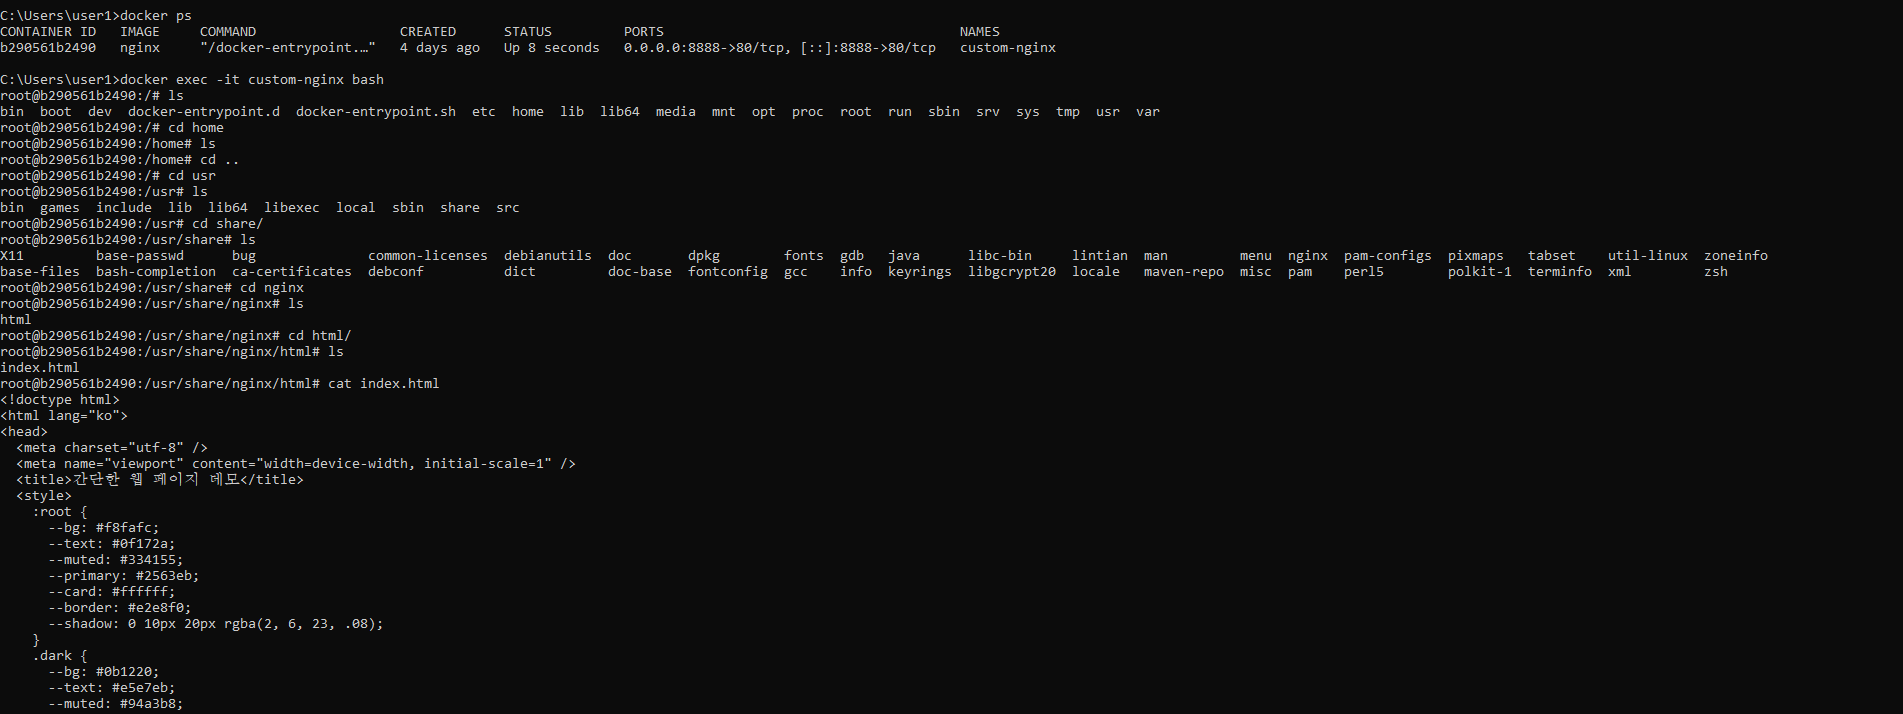 C:\Users\user1>docker ps
CONTAINER ID   IMAGE     COMMAND                  CREATED      STATUS         PORTS                                     NAMES
b290561b2490   nginx     "/docker-entrypoint.…"   4 days ago   Up 8 seconds   0.0.0.0:8888->80/tcp, [::]:8888->80/tcp   custom-nginx
C:\Users\user1>docker exec -it custom-nginx bash
root@b290561b2490:/# ls
bin  boot  dev  docker-entrypoint.d  docker-entrypoint.sh  etc  home  lib  lib64  media  mnt  opt  proc  root  run  sbin  srv  sys  tmp  usr  var
root@b290561b2490:/# cd home
root@b290561b2490:/home# ls
root@b290561b2490:/home# cd ..
root@b290561b2490:/# cd usr
root@b290561b2490:/usr# ls
bin  games  include  lib  lib64  libexec  local  sbin  share  src
root@b290561b2490:/usr# cd share/
root@b290561b2490:/usr/share# ls
X11         base-passwd      bug              common-licenses  debianutils  doc       dpkg        fonts  gdb   java      libc-bin     lintian  man         menu  nginx  pam-configs  pixmaps   tabset    util-linux  zoneinfo
base-files  bash-completion  ca-certificates  debconf          dict         doc-base  fontconfig  gcc    info  keyrings  libgcrypt20  locale   maven-repo  misc  pam    perl5        polkit-1  terminfo  xml         zsh
root@b290561b2490:/usr/share# cd nginx
root@b290561b2490:/usr/share/nginx# ls
html
root@b290561b2490:/usr/share/nginx# cd html/
root@b290561b2490:/usr/share/nginx/html# ls
index.html
root@b290561b2490:/usr/share/nginx/html# cat index.html
<!doctype html>
<html lang="ko">
<head>
  <meta charset="utf-8" />
  <meta name="viewport" content="width=device-width, initial-scale=1" />
  <title>간단한 웹 페이지 데모</title>
  <style>
    :root {
      --bg: #f8fafc;
      --text: #0f172a;
      --muted: #334155;
      --primary: #2563eb;
      --card: #ffffff;
      --border: #e2e8f0;
      --shadow: 0 10px 20px rgba(2, 6, 23, .08);
    }
    .dark {
      --bg: #0b1220;
      --text: #e5e7eb;
      --muted: #94a3b8;